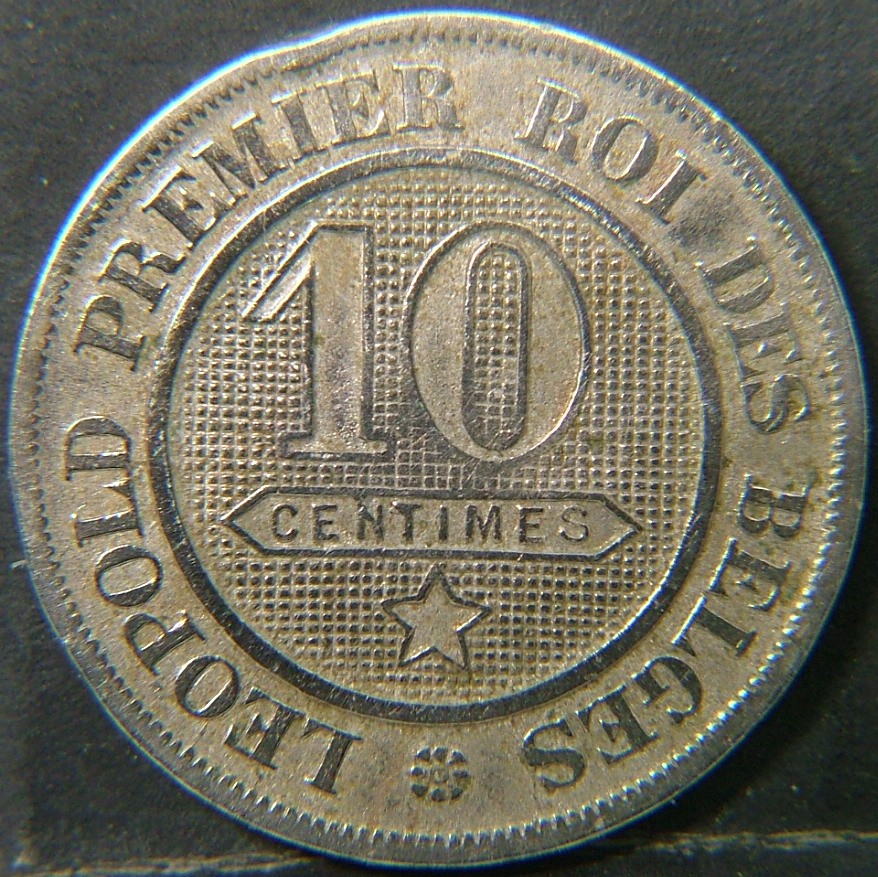 LEOPOLD PREMIER ROI DES BELGES
10
CENTIMES